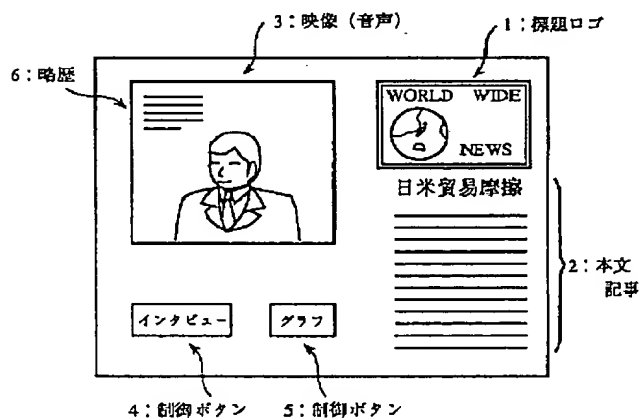 3：映像（音声）
1：標題ロゴ
6：略歴
WORLD WIDE
NEWS
日米貿易摩擦
2：本文
記事
インタビュー
グラフ
4：制御ボタン
5：制御ボタン